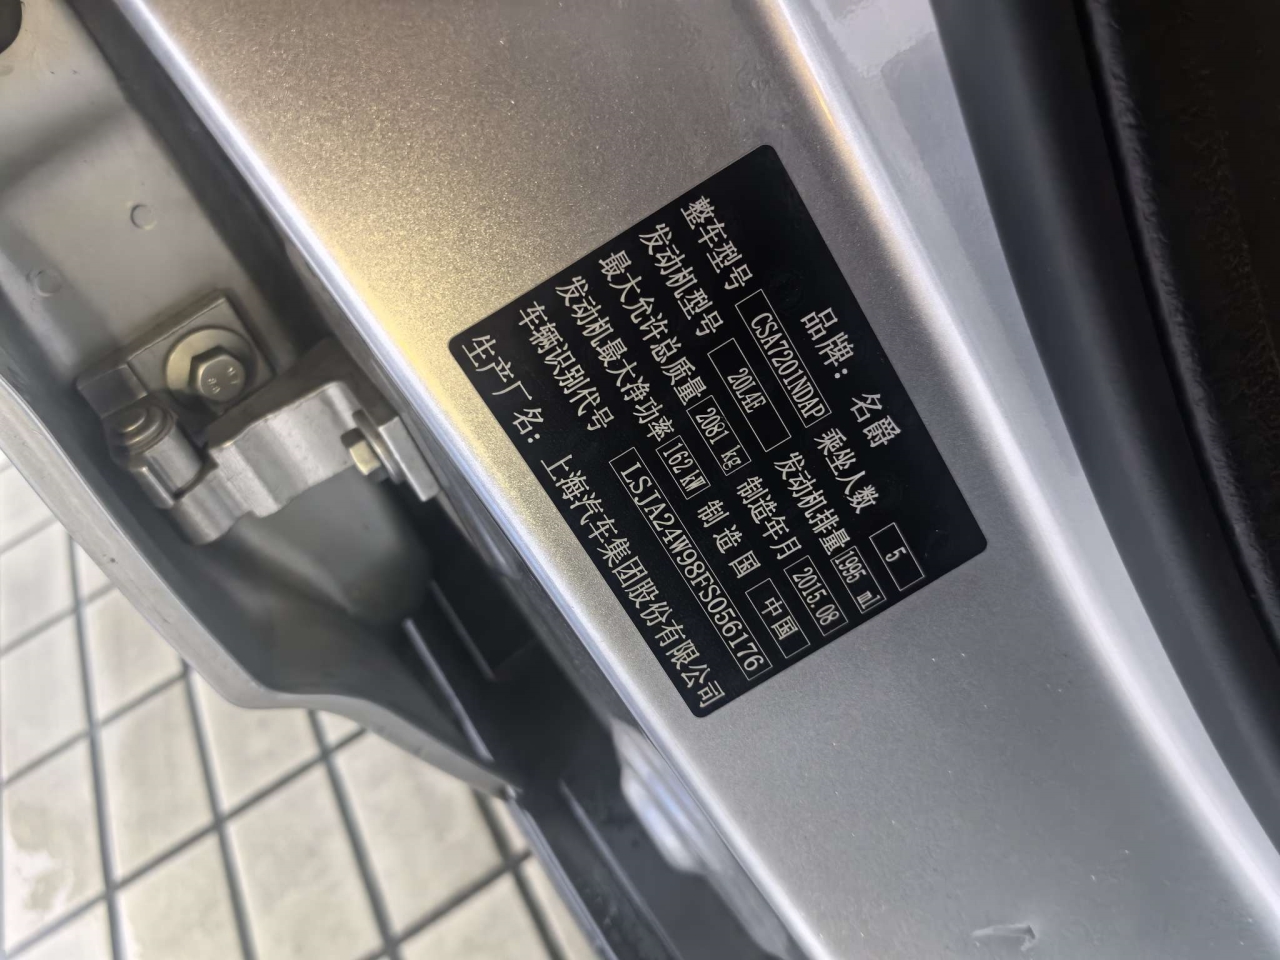 品牌：名爵
整车型号 CSA7201NDAP 乘坐人数 5
发动机型号 20L4E 发动机排量 1995 ml
最大允许总质量 2081 kg 制造年月 2015.08
发动机最大净功率 162 kW 制造国 中国
车辆识别代号 LSJA24W98FS056176
生产厂名：上海汽车集团股份有限公司